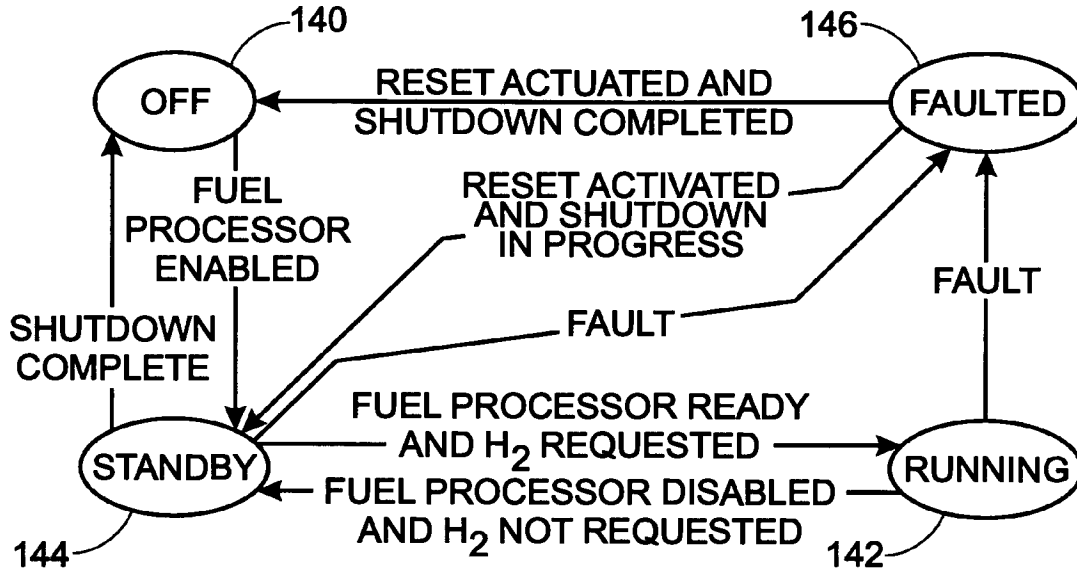 140
146
OFF
RESET ACTUATED AND
SHUTDOWN COMPLETED
FAULTED
FUEL
PROCESSOR
ENABLED
RESET ACTIVATED
AND SHUTDOWN
IN PROGRESS
FAULT
SHUTDOWN
COMPLETE
FAULT
FUEL PROCESSOR READY
AND H₂ REQUESTED
STANDBY
RUNNING
FUEL PROCESSOR DISABLED
AND H₂ NOT REQUESTED
144
142